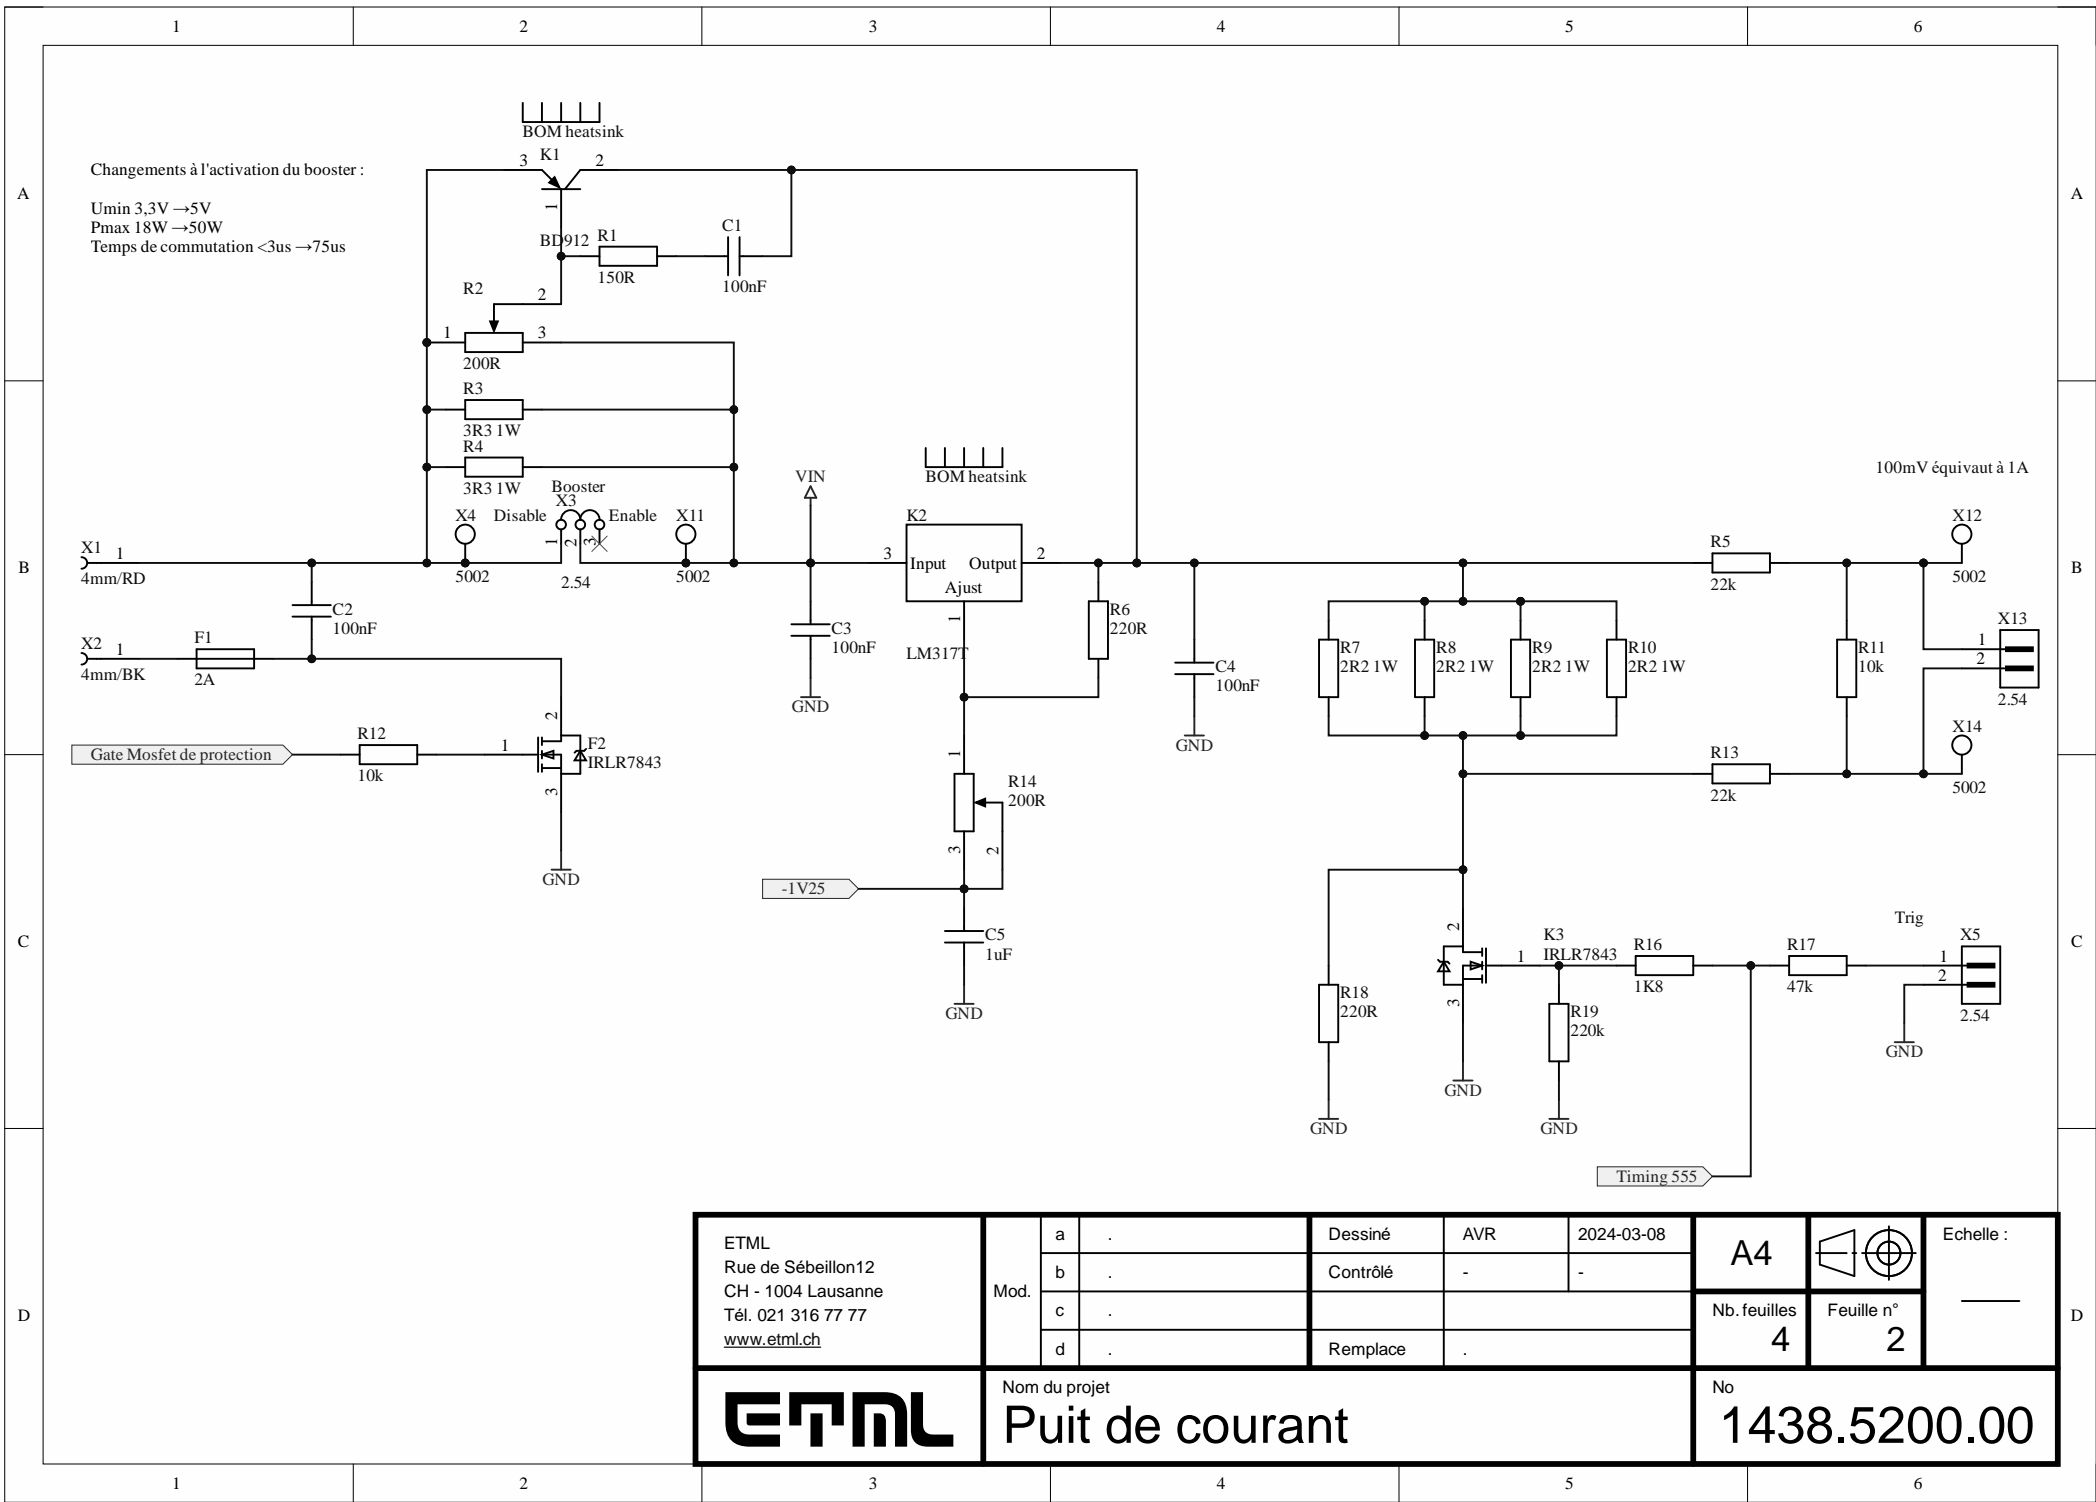 1 2 3 4 5 6
A A
B B
C C
D D
Changements à l'activation du booster :
Umin 3,3V →5V
Pmax 18W →50W
Temps de commutation <3us →75us
BOM heatsink
3 K1 2
1
BD912
R1
150R
C1
100nF
R2
2
1 3
200R
R3
3R3 1W
R4
3R3 1W
Booster
X3
Disable Enable
1 2 3
2.54
X4
5002
X11
5002
X1 1
4mm/RD
C2
100nF
X2 1
4mm/BK
F1
2A
Gate Mosfet de protection
R12
10k
1
2
3
F2
IRLR7843
GND
VIN
C3
100nF
GND
BOM heatsink
K2
3 Input Output 2
Ajust
1
LM317T
R6
220R
C4
100nF
GND
1
R14
200R
3 2
-1V25
C5
1uF
GND
R7
2R2 1W
R8
2R2 1W
R9
2R2 1W
R10
2R2 1W
100mV équivaut à 1A
R5
22k
X12
5002
R11
10k
X13
1
2
2.54
R13
22k
X14
5002
R18
220R
GND
2
3
1
K3
IRLR7843
GND
R16
1K8
R19
220k
GND
R17
47k
Trig
X5
1
2
2.54
GND
Timing 555
ETML
Rue de Sébeillon12
CH - 1004 Lausanne
Tél. 021 316 77 77
www.etml.ch
Mod.
a .
b .
c .
d .
Dessiné AVR 2024-03-08
Contrôlé - -
Remplace .
A4
Echelle :
Nb. feuilles
4
Feuille n°
2
ETML
Nom du projet
Puit de courant
No
1438.5200.00
1 2 3 4 5 6